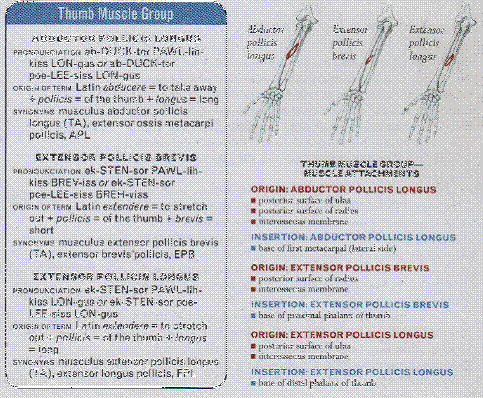 Thumb Muscle Group
ABDUCTOR POLLICIS LONGUS
PRONOUNCIATION ab-DUCK-tor PAWL-lih-
kiss LON-gus or ab-DUCK-tor
poe-LEE-siss LON-gus
ORIGIN OF TERM Latin abducere = to take away
+ pollicis = of the thumb + longus = long
SYNONYMS musculus abductor pollicis
longus (TA), extensor ossis metacarpi
pollicis, APL
EXTENSOR POLLICIS BREVIS
PRONOUNCIATION ek-STEN-sor PAWL-lih-
kiss BREV-iss or ek-STEN-sor
poe-LEE-siss BREH-viss
ORIGIN OF TERM Latin extendere = to stretch
out + pollicis = of the thumb + brevis =
short
SYNONYMS musculus extensor pollicis brevis
(TA), extensor brevis pollicis, EPB
EXTENSOR POLLICIS LONGUS
PRONOUNCIATION ek-STEN-sor PAWL-lih-
kiss LON-gus or ek-STEN-sor poe-
LEE-siss LON-gus
ORIGIN OF TERM Latin extendere = to stretch
out + pollicis = of the thumb + longus
= long
SYNONYMS musculus extensor pollicis longus
(TA), extensor longus pollicis, EPL
Abductor
pollicis
longus
Extensor
pollicis
brevis
Extensor
pollicis
longus
THUMB MUSCLE GROUP—
MUSCLE ATTACHMENTS
ORIGIN: ABDUCTOR POLLICIS LONGUS
■ posterior surface of ulna
■ posterior surface of radius
■ interosseous membrane
INSERTION: ABDUCTOR POLLICIS LONGUS
■ base of first metacarpal (lateral side)
ORIGIN: EXTENSOR POLLICIS BREVIS
■ posterior surface of radius
■ interosseous membrane
INSERTION: EXTENSOR POLLICIS BREVIS
■ base of proximal phalanx of thumb
ORIGIN: EXTENSOR POLLICIS LONGUS
■ posterior surface of ulna
■ interosseous membrane
INSERTION: EXTENSOR POLLICIS LONGUS
■ base of distal phalanx of thumb